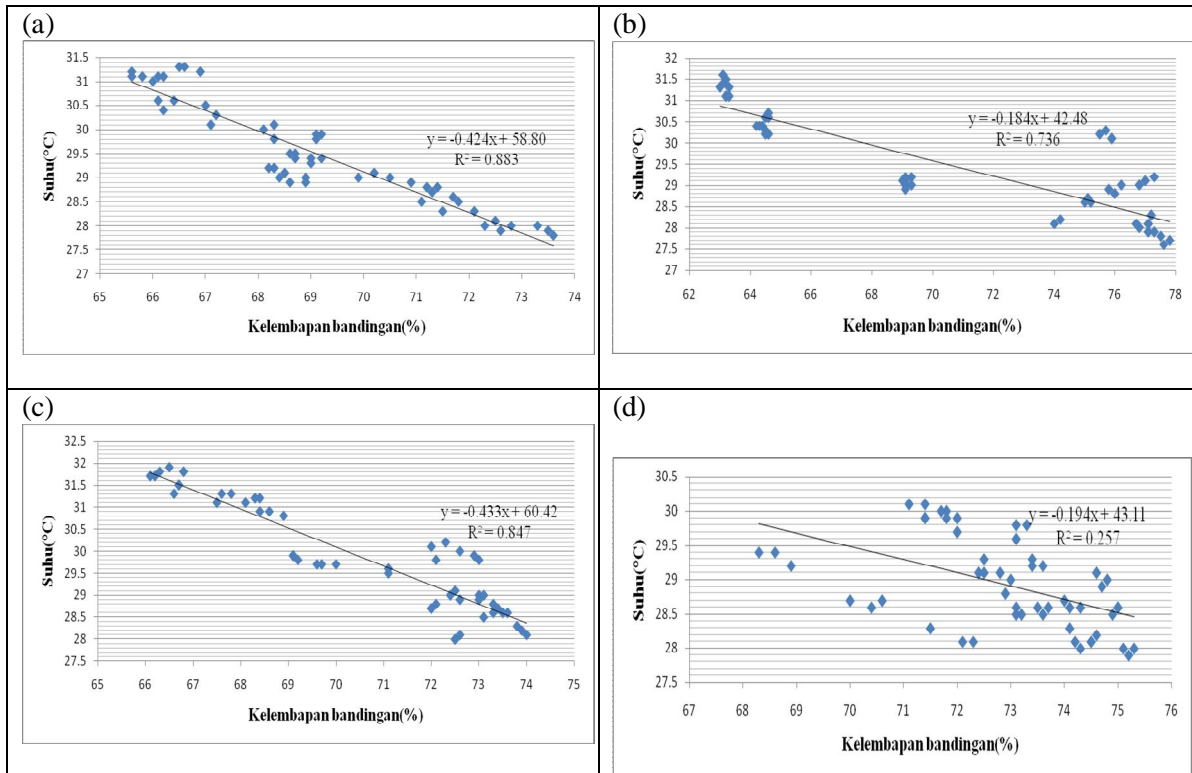 (a)
31.5
31
30.5
30
29.5
29
28.5
28
27.5
27
Suhu(°C)
y = -0.424x + 58.80
R² = 0.883
65 66 67 68 69 70 71 72 73 74
Kelembapan bandingan(%)
(b)
32
31.5
31
30.5
30
29.5
29
28.5
28
27.5
27
Suhu(°C)
y = -0.184x + 42.48
R² = 0.736
62 64 66 68 70 72 74 76 78
Kelembapan bandingan(%)
(c)
32.5
32
31.5
31
30.5
30
29.5
29
28.5
28
27.5
Suhu(°C)
y = -0.433x + 60.42
R² = 0.847
65 66 67 68 69 70 71 72 73 74 75
Kelembapan bandingan(%)
(d)
30.5
30
29.5
29
28.5
28
27.5
Suhu(°C)
y = -0.194x + 43.11
R² = 0.257
67 68 69 70 71 72 73 74 75 76
Kelembapan bandingan(%)